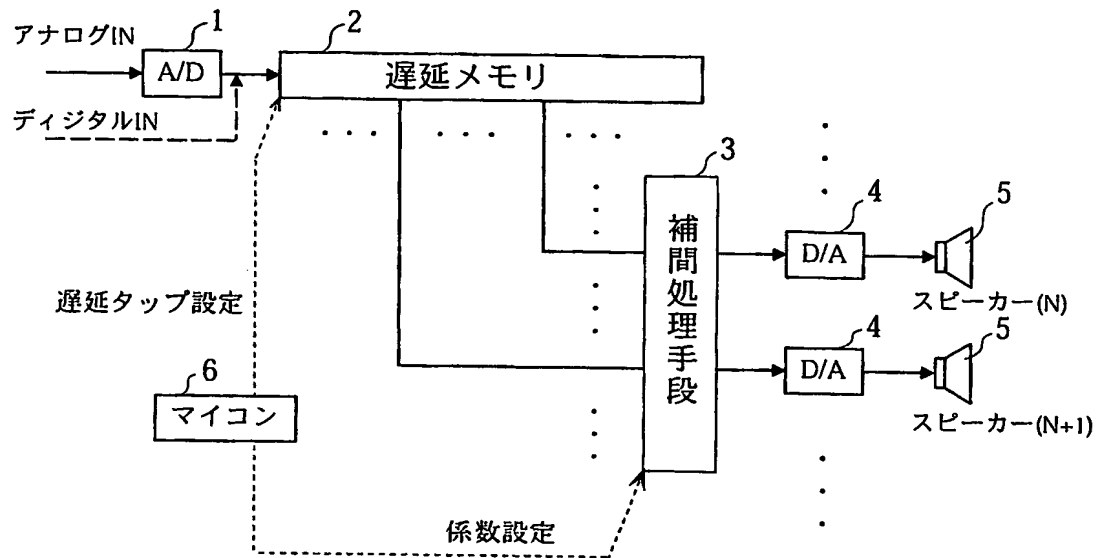 アナログIN
1
A/D
2
遅延メモリ
ディジタルIN
3
補間処理手段
4
D/A
5
スピーカー(N)
遅延タップ設定
4
D/A
5
スピーカー(N+1)
6
マイコン
係数設定